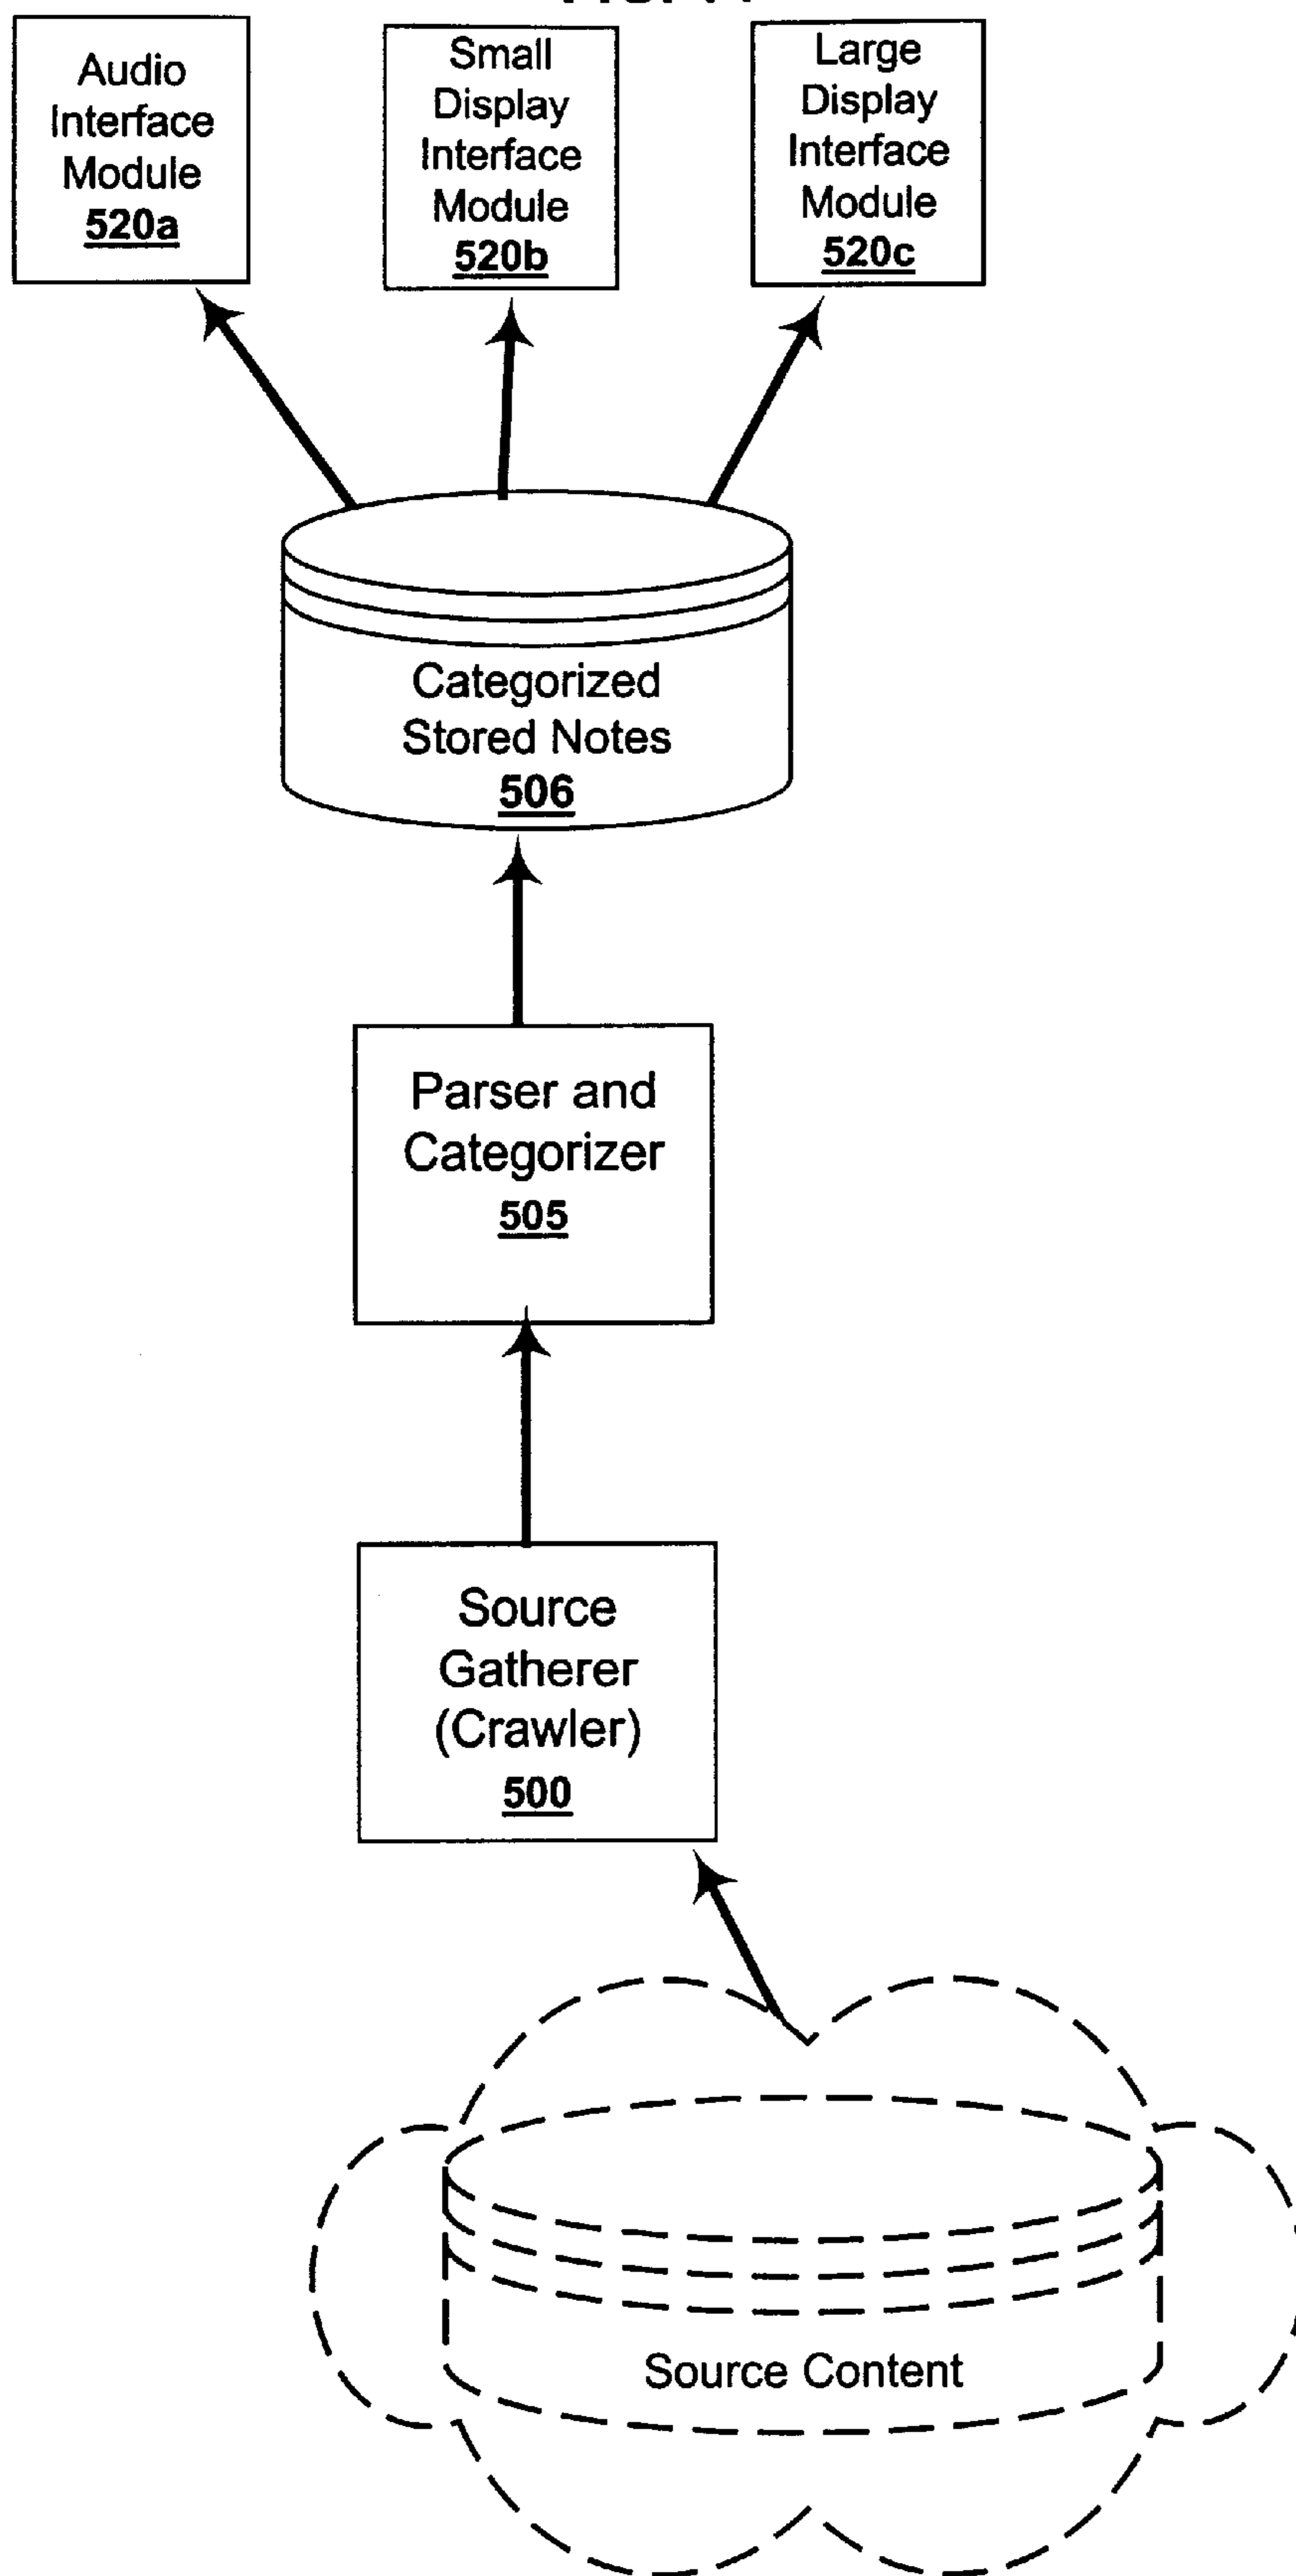 Audio
Interface
Module
520a
Small
Display
Interface
Module
520b
Large
Display
Interface
Module
520c
Categorized
Stored Notes
506
Parser and
Categorizer
505
Source
Gatherer
(Crawler)
500
Source Content